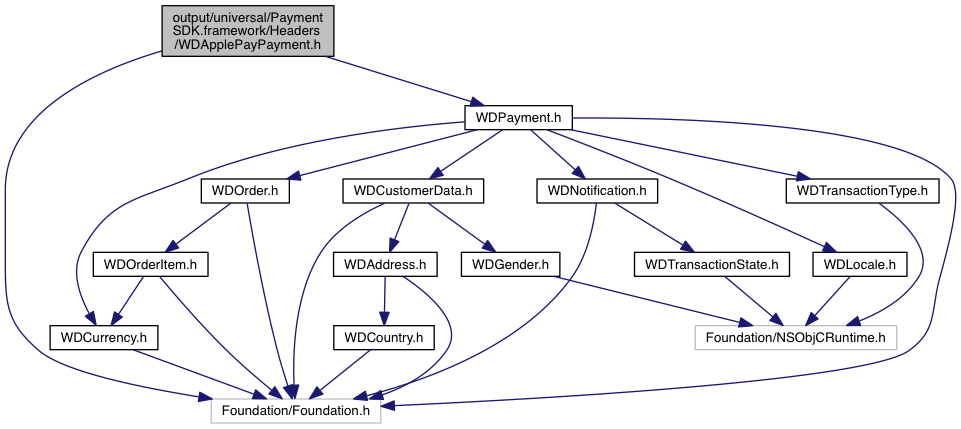 output/universal/Payment
SDK.framework/Headers
/WDApplePayPayment.h
WDPayment.h
WDOrder.h
WDCustomerData.h
WDNotification.h
WDTransactionType.h
WDOrderItem.h
WDAddress.h
WDGender.h
WDTransactionState.h
WDLocale.h
WDCurrency.h
WDCountry.h
Foundation/NSObjCRuntime.h
Foundation/Foundation.h